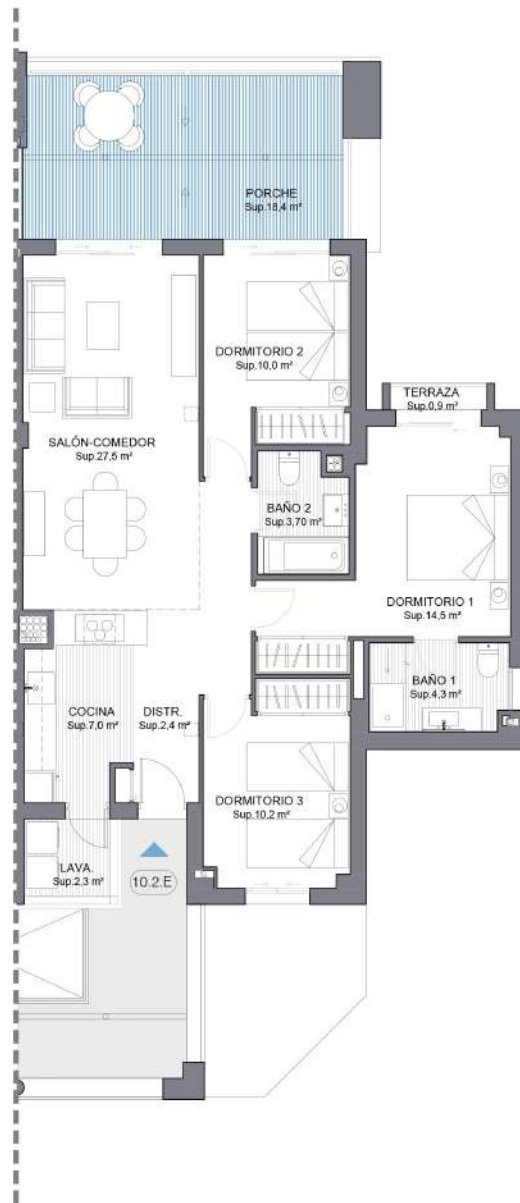 PORCHE
Sup.18,4 m²
DORMITORIO 2
Sup.10,0 m²
TERRAZA
Sup.0,9 m²
SALÓN-COMEDOR
Sup.27,5 m²
BAÑO 2
Sup.3,70 m²
DORMITORIO 1
Sup.14,5 m²
BAÑO 1
Sup.4,3 m²
COCINA
Sup.7,0 m²
DISTR.
Sup.2,4 m²
DORMITORIO 3
Sup.10,2 m²
LAVA.
Sup.2,3 m²
10.2.E